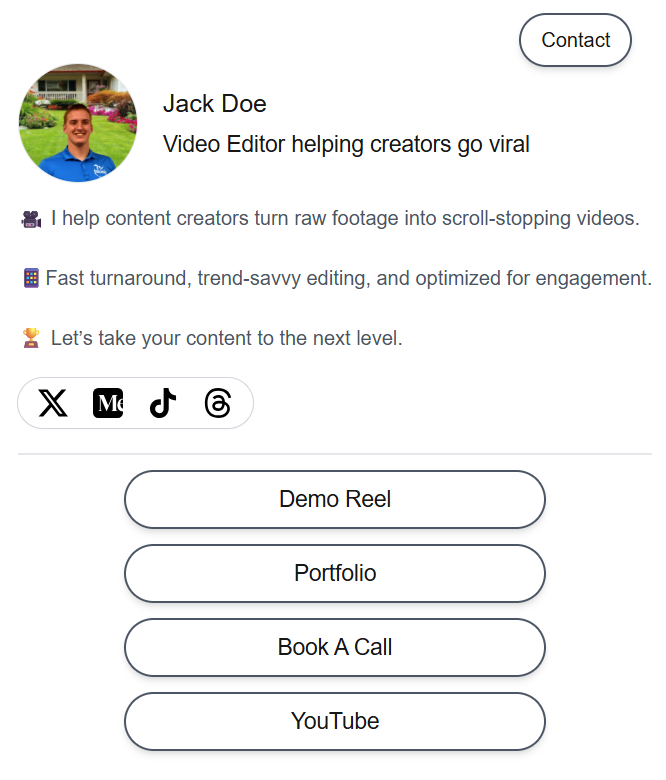 Contact
Jack Doe
Video Editor helping creators go viral
I help content creators turn raw footage into scroll-stopping videos.
Fast turnaround, trend-savvy editing, and optimized for engagement.
Let’s take your content to the next level.
Me
Demo Reel
Portfolio
Book A Call
YouTube